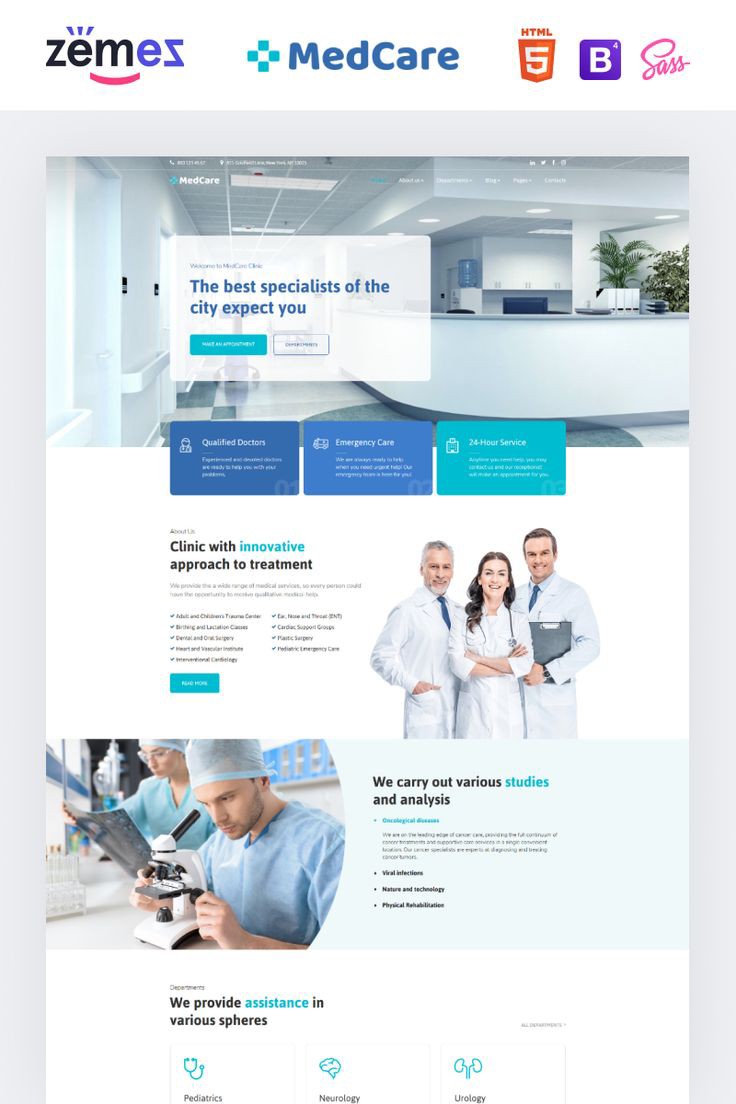 zemes
MedCare
HTML
5
B
4
Sass
MedCare
Home
About us
Departments
Blog
Pages
Contacts
Welcome to MedCare Clinic
The best specialists of the
city expect you
MAKE AN APPOINTMENT
DEPARTMENTS
Qualified Doctors
Experienced and devoted doctors
are ready to help you with your
problems.
01
Emergency Care
We are always ready to help
when you need urgent help! Our
emergency team is here for you!
02
24-Hour Service
Anytime you need help, you may
contact us and our receptionist
will make an appointment for you.
03
About Us
Clinic with innovative
approach to treatment
We provide the a wide range of medical services, so every person could
have the opportunity to receive qualitative medical help.
Adult and Children's Trauma Center
Birthing and Lactation Classes
Dental and Oral Surgery
Heart and Vascular Institute
Interventional Cardiology
Ear, Nose and Throat (ENT)
Cardiac Support Groups
Plastic Surgery
Pediatric Emergency Care
READ MORE
We carry out various studies
and analysis
Oncological diseases
We are on the leading edge of cancer care, providing the full continuum of
cancer treatments and supportive care services in a single convenient
location. Our cancer specialists are experts at diagnosing and treating
cancer/tumors.
Viral infections
Nature and technology
Physical Rehabilitation
Departments
We provide assistance in
various spheres
ALL DEPARTMENTS
Pediatrics
Neurology
Urology